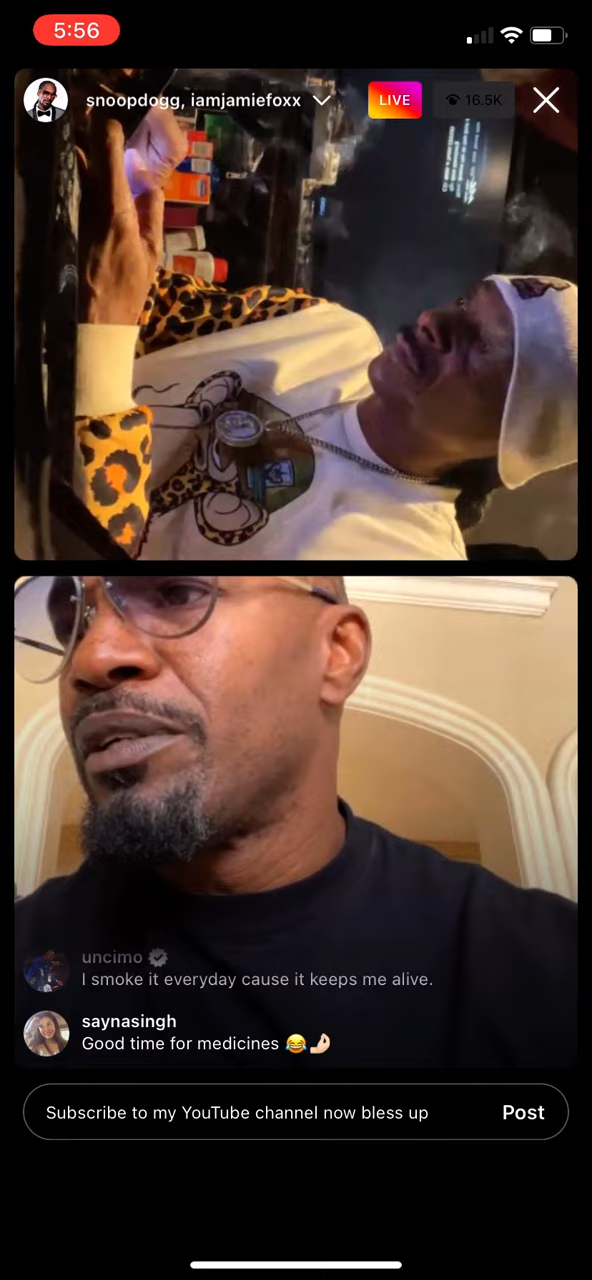 5:56
snoopdogg, iamjamiefoxx
LIVE
16.5K
uncimo
I smoke it everyday cause it keeps me alive.
saynasingh
Good time for medicines 😂🤌🏻
Subscribe to my YouTube channel now bless up
Post